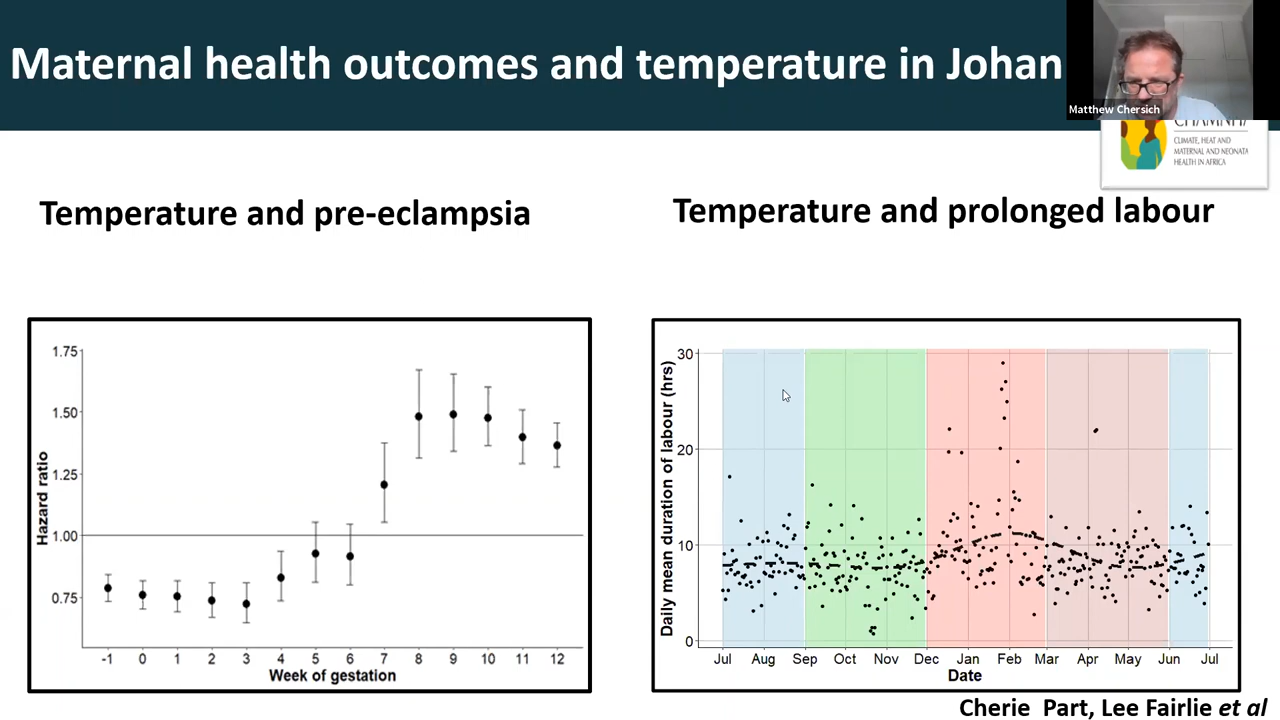 Maternal health outcomes and temperature in Johan
Matthew Chersich
CLIMATE, HEAT AND
MATERNAL AND NEONATA
HEALTH IN AFRICA
Temperature and pre-eclampsia
Temperature and prolonged labour
1.75
1.50
1.25
1.00
0.75
Hazard ratio
-1 0 1 2 3 4 5 6 7 8 9 10 11 12
Week of gestation
30
20
10
0
Daily mean duration of labour (hrs)
Jul Aug Sep Oct Nov Dec Jan Feb Mar Apr May Jun Jul
Date
Cherie Part, Lee Fairlie et al